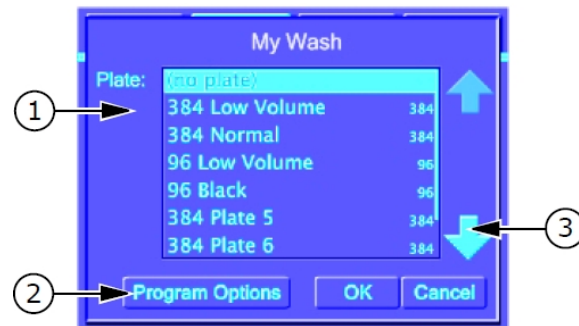 My Wash
Plate:
(no plate)
384 Low Volume 384
384 Normal 384
96 Low Volume 96
96 Black 96
384 Plate 5 384
384 Plate 6 384
Program Options OK Cancel
1
2
3